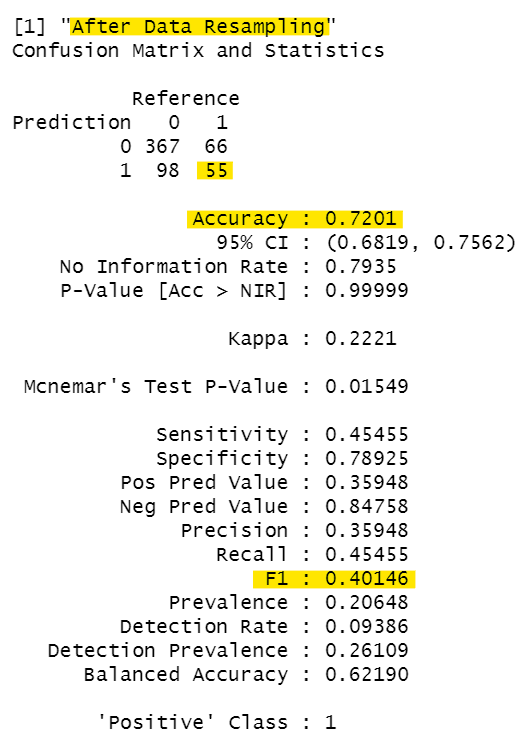 [1] "After Data Resampling"
Confusion Matrix and Statistics
Reference
Prediction 0 1
0 367 66
1 98 55
Accuracy : 0.7201
95% CI : (0.6819, 0.7562)
No Information Rate : 0.7935
P-Value [Acc > NIR] : 0.99999
Kappa : 0.2221
Mcnemar's Test P-Value : 0.01549
Sensitivity : 0.45455
Specificity : 0.78925
Pos Pred Value : 0.35948
Neg Pred Value : 0.84758
Precision : 0.35948
Recall : 0.45455
F1 : 0.40146
Prevalence : 0.20648
Detection Rate : 0.09386
Detection Prevalence : 0.26109
Balanced Accuracy : 0.62190
'Positive' Class : 1